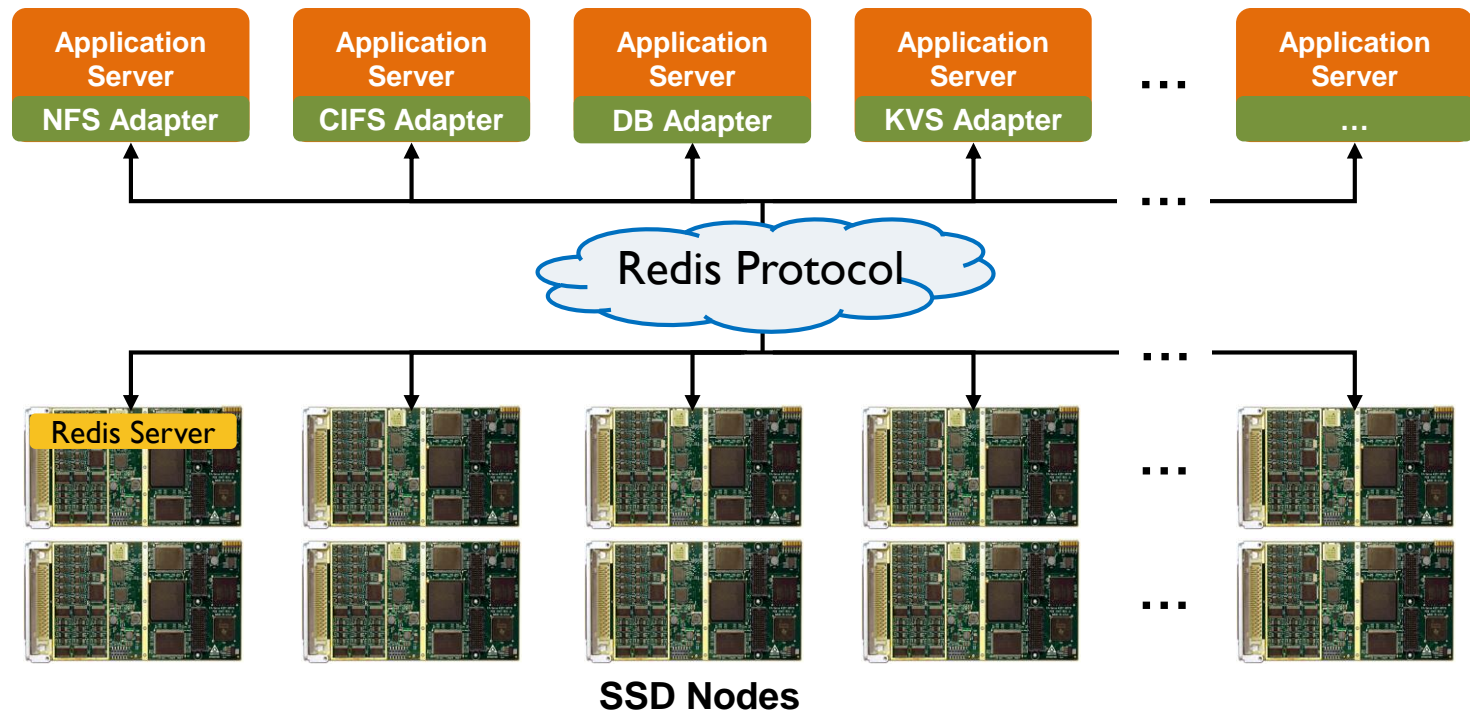 Application
Server
NFS Adapter
Application
Server
CIFS Adapter
Application
Server
DB Adapter
Application
Server
KVS Adapter
...
Application
Server
...
...
Redis Protocol
...
Redis Server
...
...
SSD Nodes